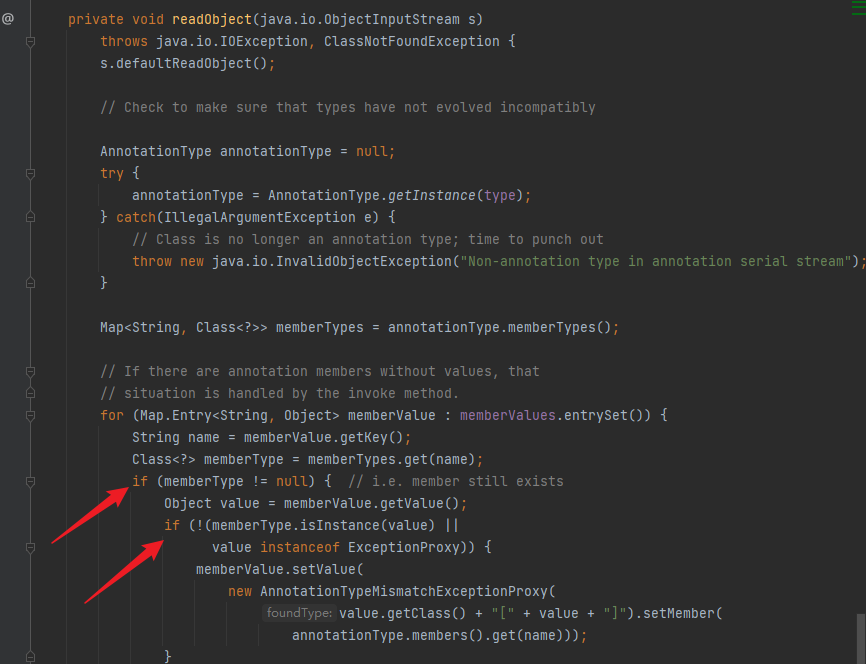 @
private void readObject(java.io.ObjectInputStream s)
throws java.io.IOException, ClassNotFoundException {
s.defaultReadObject();
// Check to make sure that types have not evolved incompatibly
AnnotationType annotationType = null;
try {
annotationType = AnnotationType.getInstance(type);
} catch(IllegalArgumentException e) {
// Class is no longer an annotation type; time to punch out
throw new java.io.InvalidObjectException("Non-annotation type in annotation serial stream");
}
Map<String, Class<?>> memberTypes = annotationType.memberTypes();
// If there are annotation members without values, that
// situation is handled by the invoke method.
for (Map.Entry<String, Object> memberValue : memberValues.entrySet()) {
String name = memberValue.getKey();
Class<?> memberType = memberTypes.get(name);
if (memberType != null) {  // i.e. member still exists
Object value = memberValue.getValue();
if (!(memberType.isInstance(value) ||
value instanceof ExceptionProxy)) {
memberValue.setValue(
new AnnotationTypeMismatchExceptionProxy(
foundType: value.getClass() + "[" + value + "]").setMember(
annotationType.members().get(name)));
}